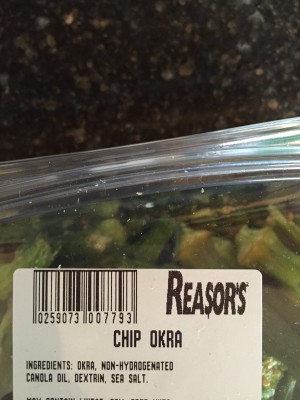 REASOR'S
0259073 007793
CHIP OKRA
INGREDIENTS: OKRA, NON-HYDROGENATED
CANOLA OIL, DEXTRIN, SEA SALT.